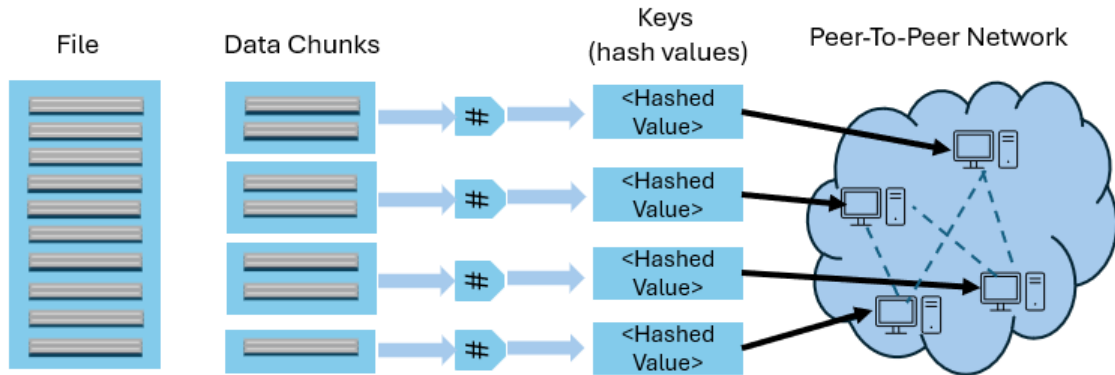 File
Data Chunks
Keys
(hash values)
Peer-To-Peer Network
#
<Hashed
Value>
#
<Hashed
Value>
#
<Hashed
Value>
#
<Hashed
Value>